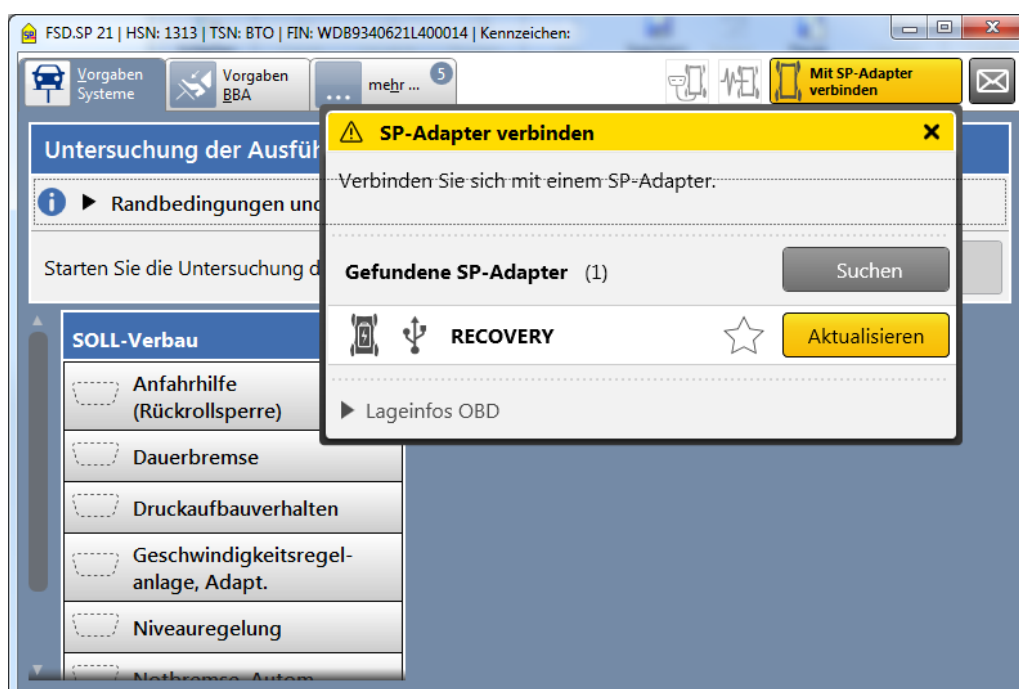 FSD.SP 21 | HSN: 1313 | TSN: BTO | FIN: WDB9340621L400014 | Kennzeichen:
Vorgaben
Systeme
Vorgaben
BBA
... mehr ... 5
Mit SP-Adapter
verbinden
SP-Adapter verbinden
Untersuchung der Ausfüh
Verbinden Sie sich mit einem SP-Adapter.
Randbedingungen und
Starten Sie die Untersuchung d
Gefundene SP-Adapter (1)
Suchen
RECOVERY
Aktualisieren
SOLL-Verbau
Lageinfos OBD
Anfahrhilfe
(Rückrollsperre)
Dauerbremse
Druckaufbauverhalten
Geschwindigkeitsregel-
anlage, Adapt.
Niveauregelung
Notbremse, Autom.